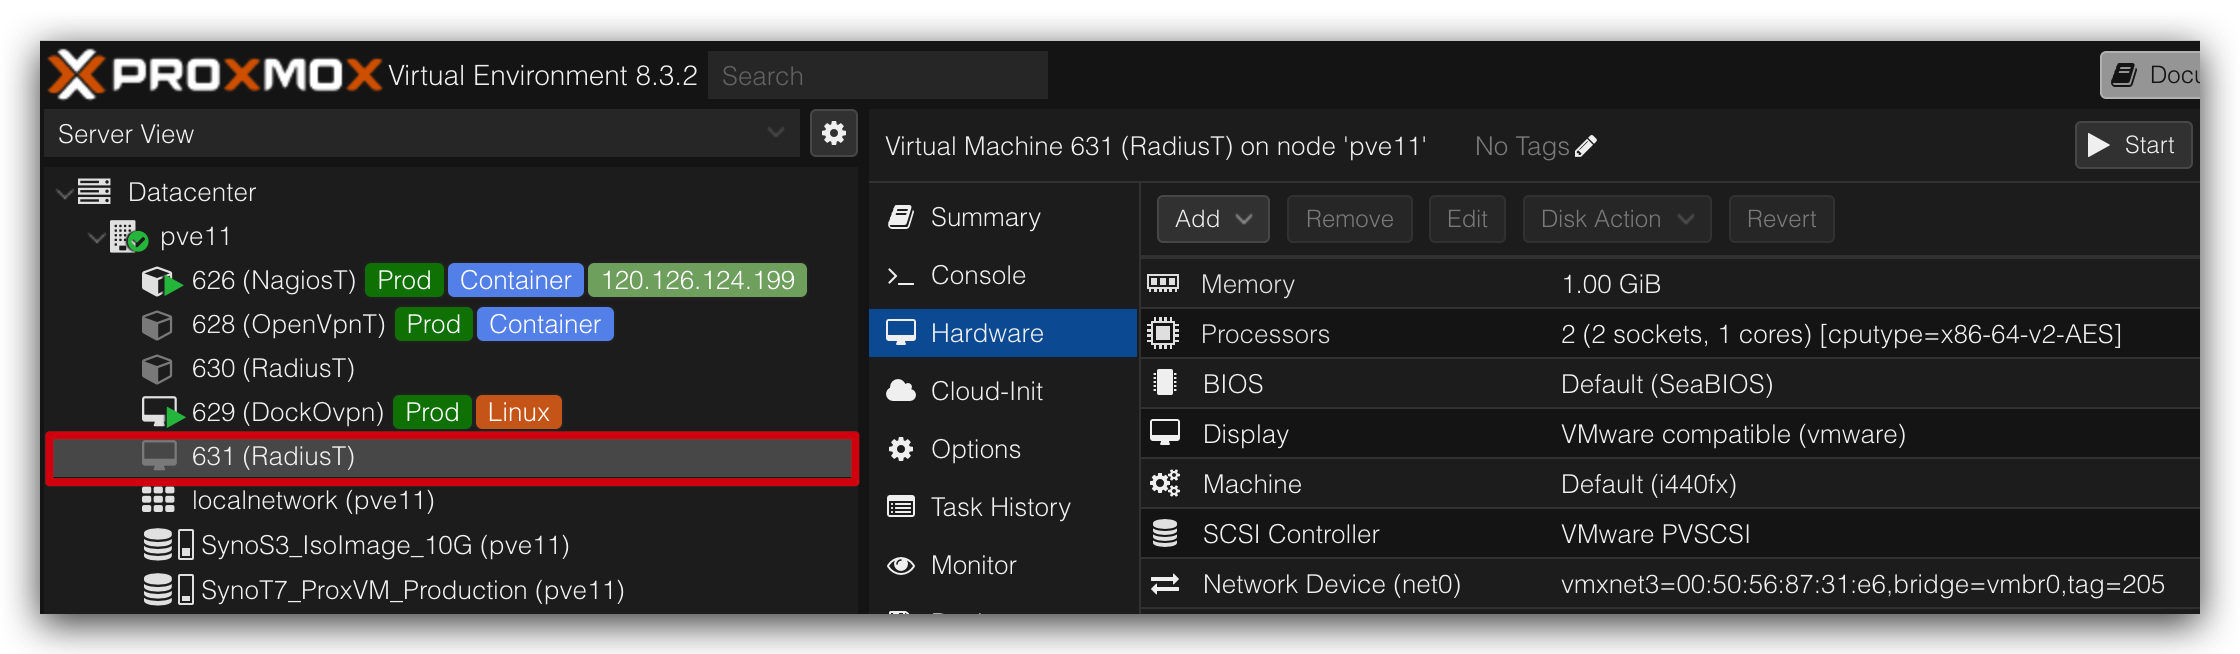 PROXMOX Virtual Environment 8.3.2 Search
Server View
Datacenter
pve11
626 (NagiosT) Prod Container 120.126.124.199
628 (OpenVpnT) Prod Container
630 (RadiusT)
629 (DockOvpn) Prod Linux
631 (RadiusT)
localnetwork (pve11)
SynoS3_IsoImage_10G (pve11)
SynoT7_ProxVM_Production (pve11)
Virtual Machine 631 (RadiusT) on node 'pve11' No Tags Start
Summary
Console
Hardware
Cloud-Init
Options
Task History
Monitor
Add Remove Edit Disk Action Revert
Memory 1.00 GiB
Processors 2 (2 sockets, 1 cores) [cputype=x86-64-v2-AES]
BIOS Default (SeaBIOS)
Display VMware compatible (vmware)
Machine Default (i440fx)
SCSI Controller VMware PVSCSI
Network Device (net0) vmxnet3=00:50:56:87:31:e6,bridge=vmbr0,tag=205